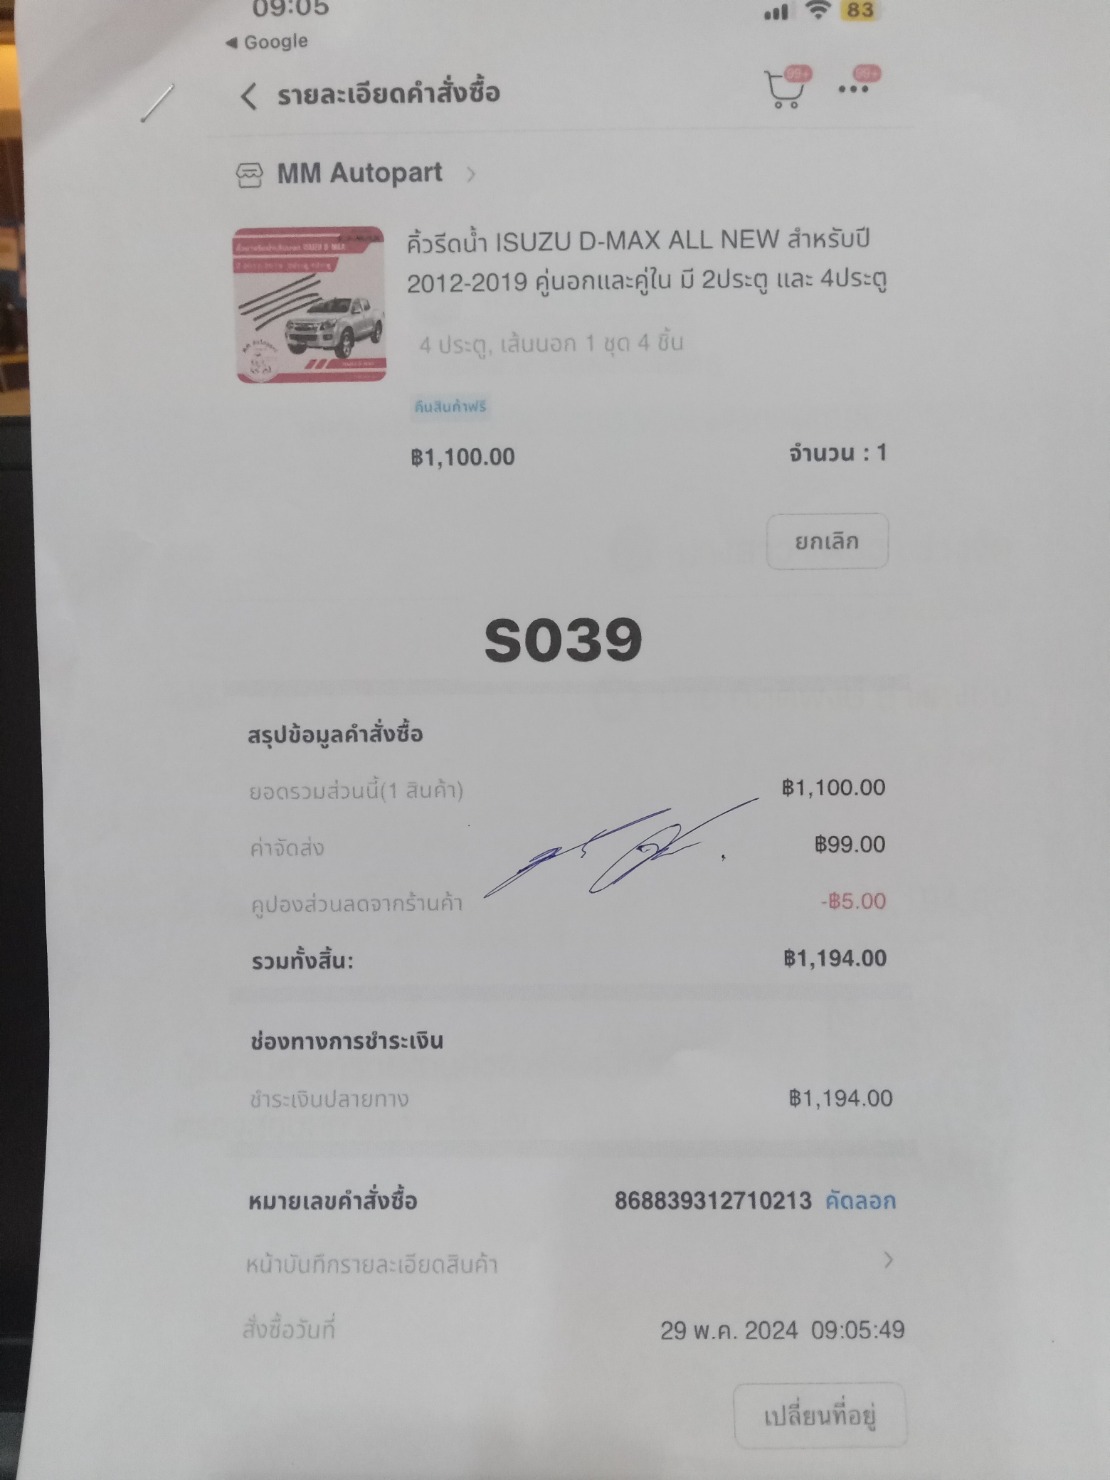 09:05
83
◀ Google
รายละเอียดคำสั่งซื้อ
99+
99+
MM Autopart
คิ้วรีดน้ำ ISUZU D-MAX ALL NEW สำหรับปี
2012-2019 คู่นอกและคู่ใน มี 2ประตู และ 4ประตู
4 ประตู, เส้นนอก 1 ชุด 4 ชิ้น
คืนสินค้าฟรี
฿1,100.00
จำนวน : 1
ยกเลิก
S039
สรุปข้อมูลคำสั่งซื้อ
ยอดรวมส่วนนี้(1 สินค้า) ฿1,100.00
ค่าจัดส่ง ฿99.00
คูปองส่วนลดจากร้านค้า -฿5.00
รวมทั้งสิ้น: ฿1,194.00
ช่องทางการชำระเงิน
ชำระเงินปลายทาง ฿1,194.00
หมายเลขคำสั่งซื้อ 868839312710213 คัดลอก
หน้าบันทึกรายละเอียดสินค้า
สั่งซื้อวันที่ 29 พ.ค. 2024 09:05:49
เปลี่ยนที่อยู่